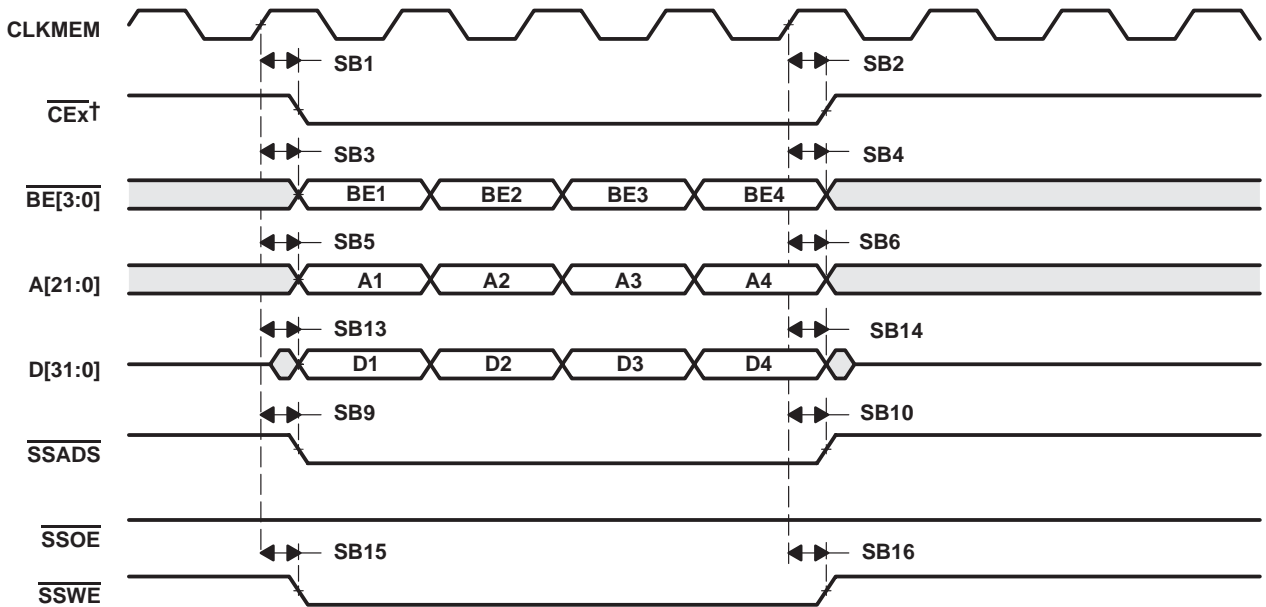 CLKMEM
SB1 SB2
CEx†
SB3 SB4
BE[3:0] BE1 BE2 BE3 BE4
SB5 SB6
A[21:0] A1 A2 A3 A4
SB13 SB14
D[31:0] D1 D2 D3 D4
SB9 SB10
SSADS
SSOE
SB15 SB16
SSWE